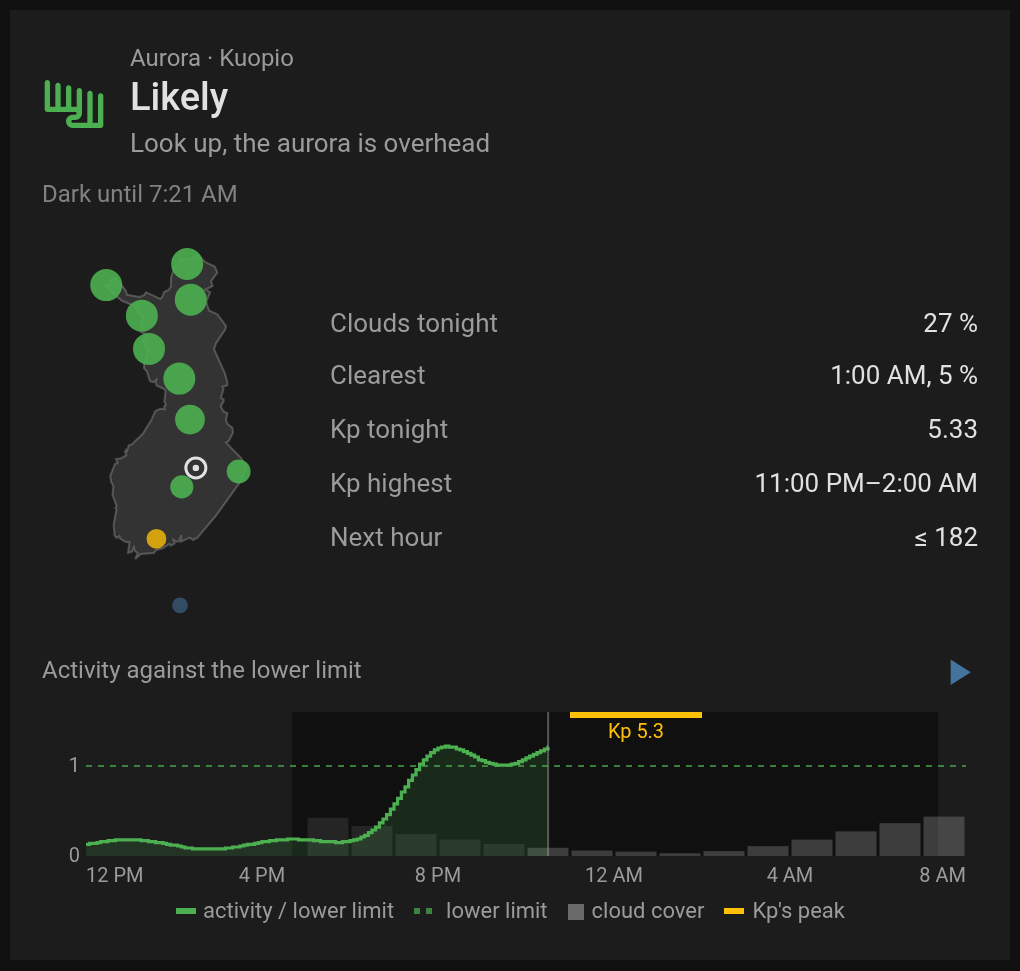 Aurora · Kuopio
Likely
Look up, the aurora is overhead
Dark until 7:21 AM
Clouds tonight 27 %
Clearest 1:00 AM, 5 %
Kp tonight 5.33
Kp highest 11:00 PM–2:00 AM
Next hour ≤ 182
Activity against the lower limit
Kp 5.3
1
0
12 PM 4 PM 8 PM 12 AM 4 AM 8 AM
activity / lower limit lower limit cloud cover Kp's peak